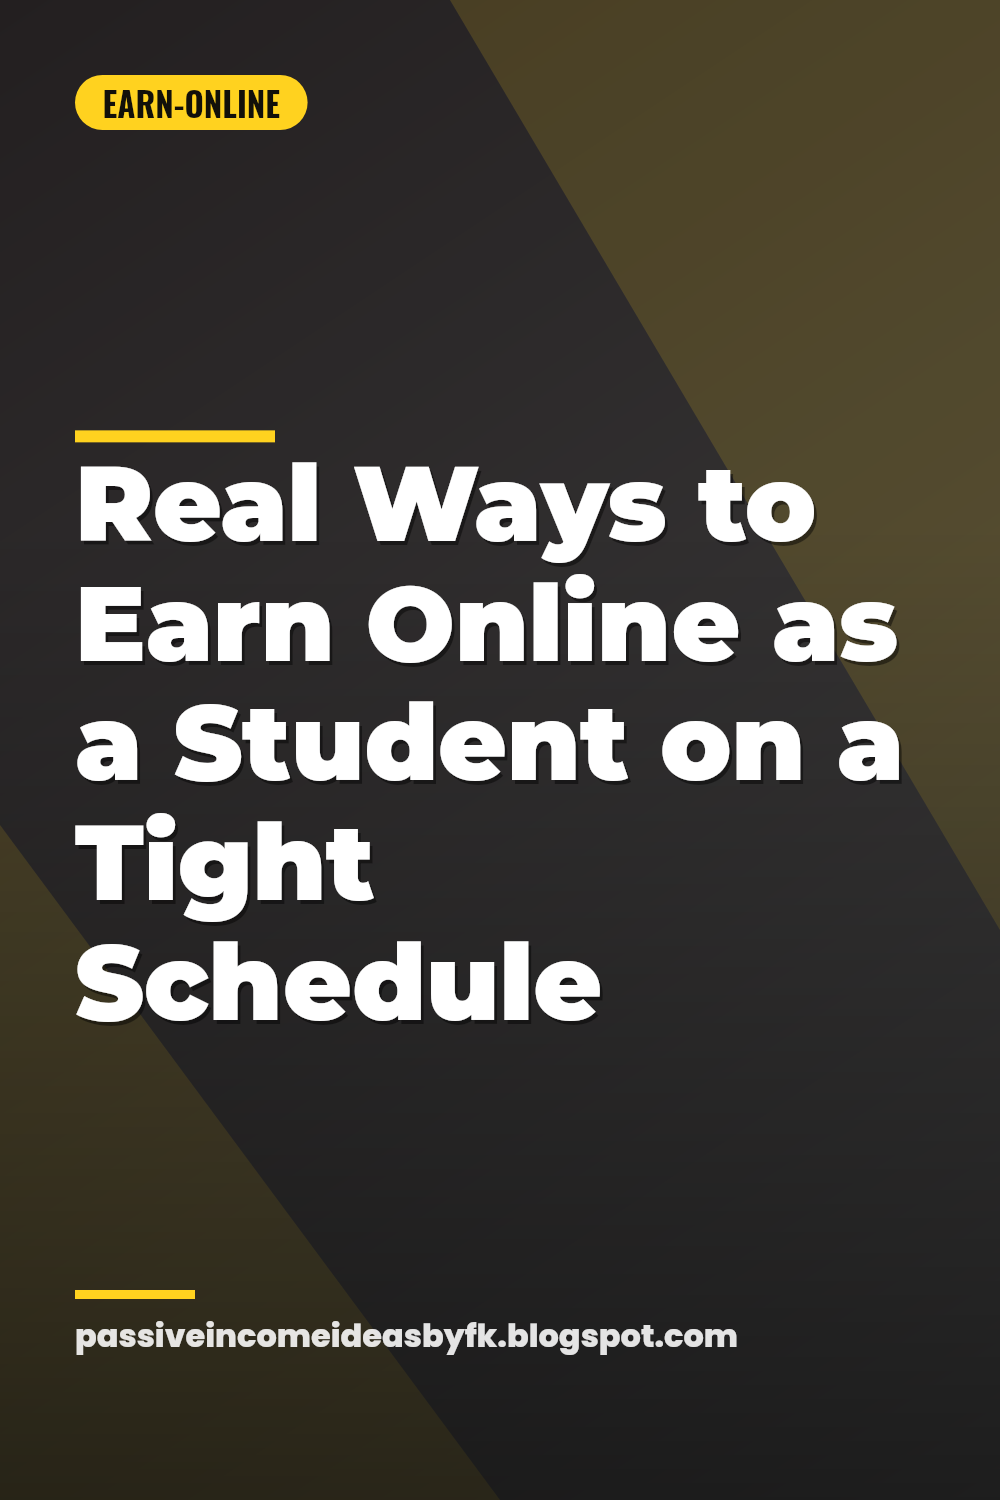 EARN-ONLINE
Real Ways to
Earn Online as
a Student on a
Tight
Schedule
passiveincomeideasbyfk.blogspot.com